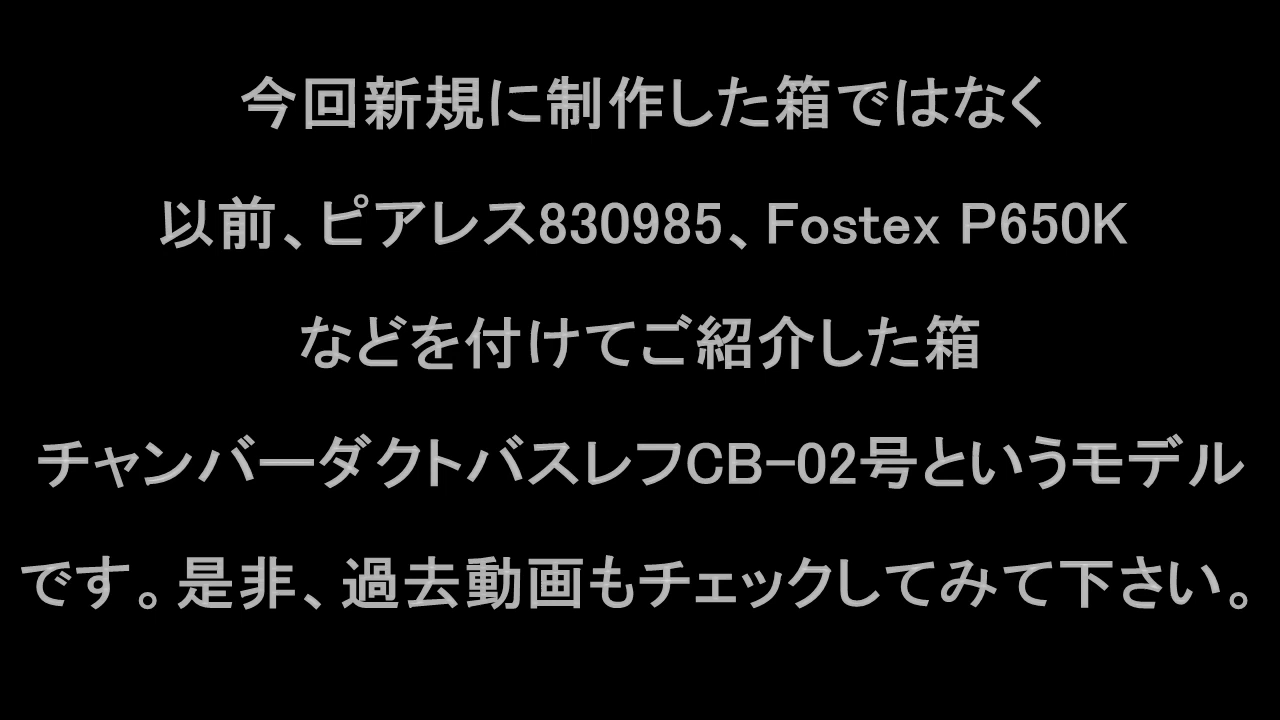 今回新規に制作した箱ではなく
以前、ピアレス830985、Fostex P650K
などを付けてご紹介した箱
チャンバーダクトバスレフCB-02号というモデル
です。是非、過去動画もチェックしてみて下さい。